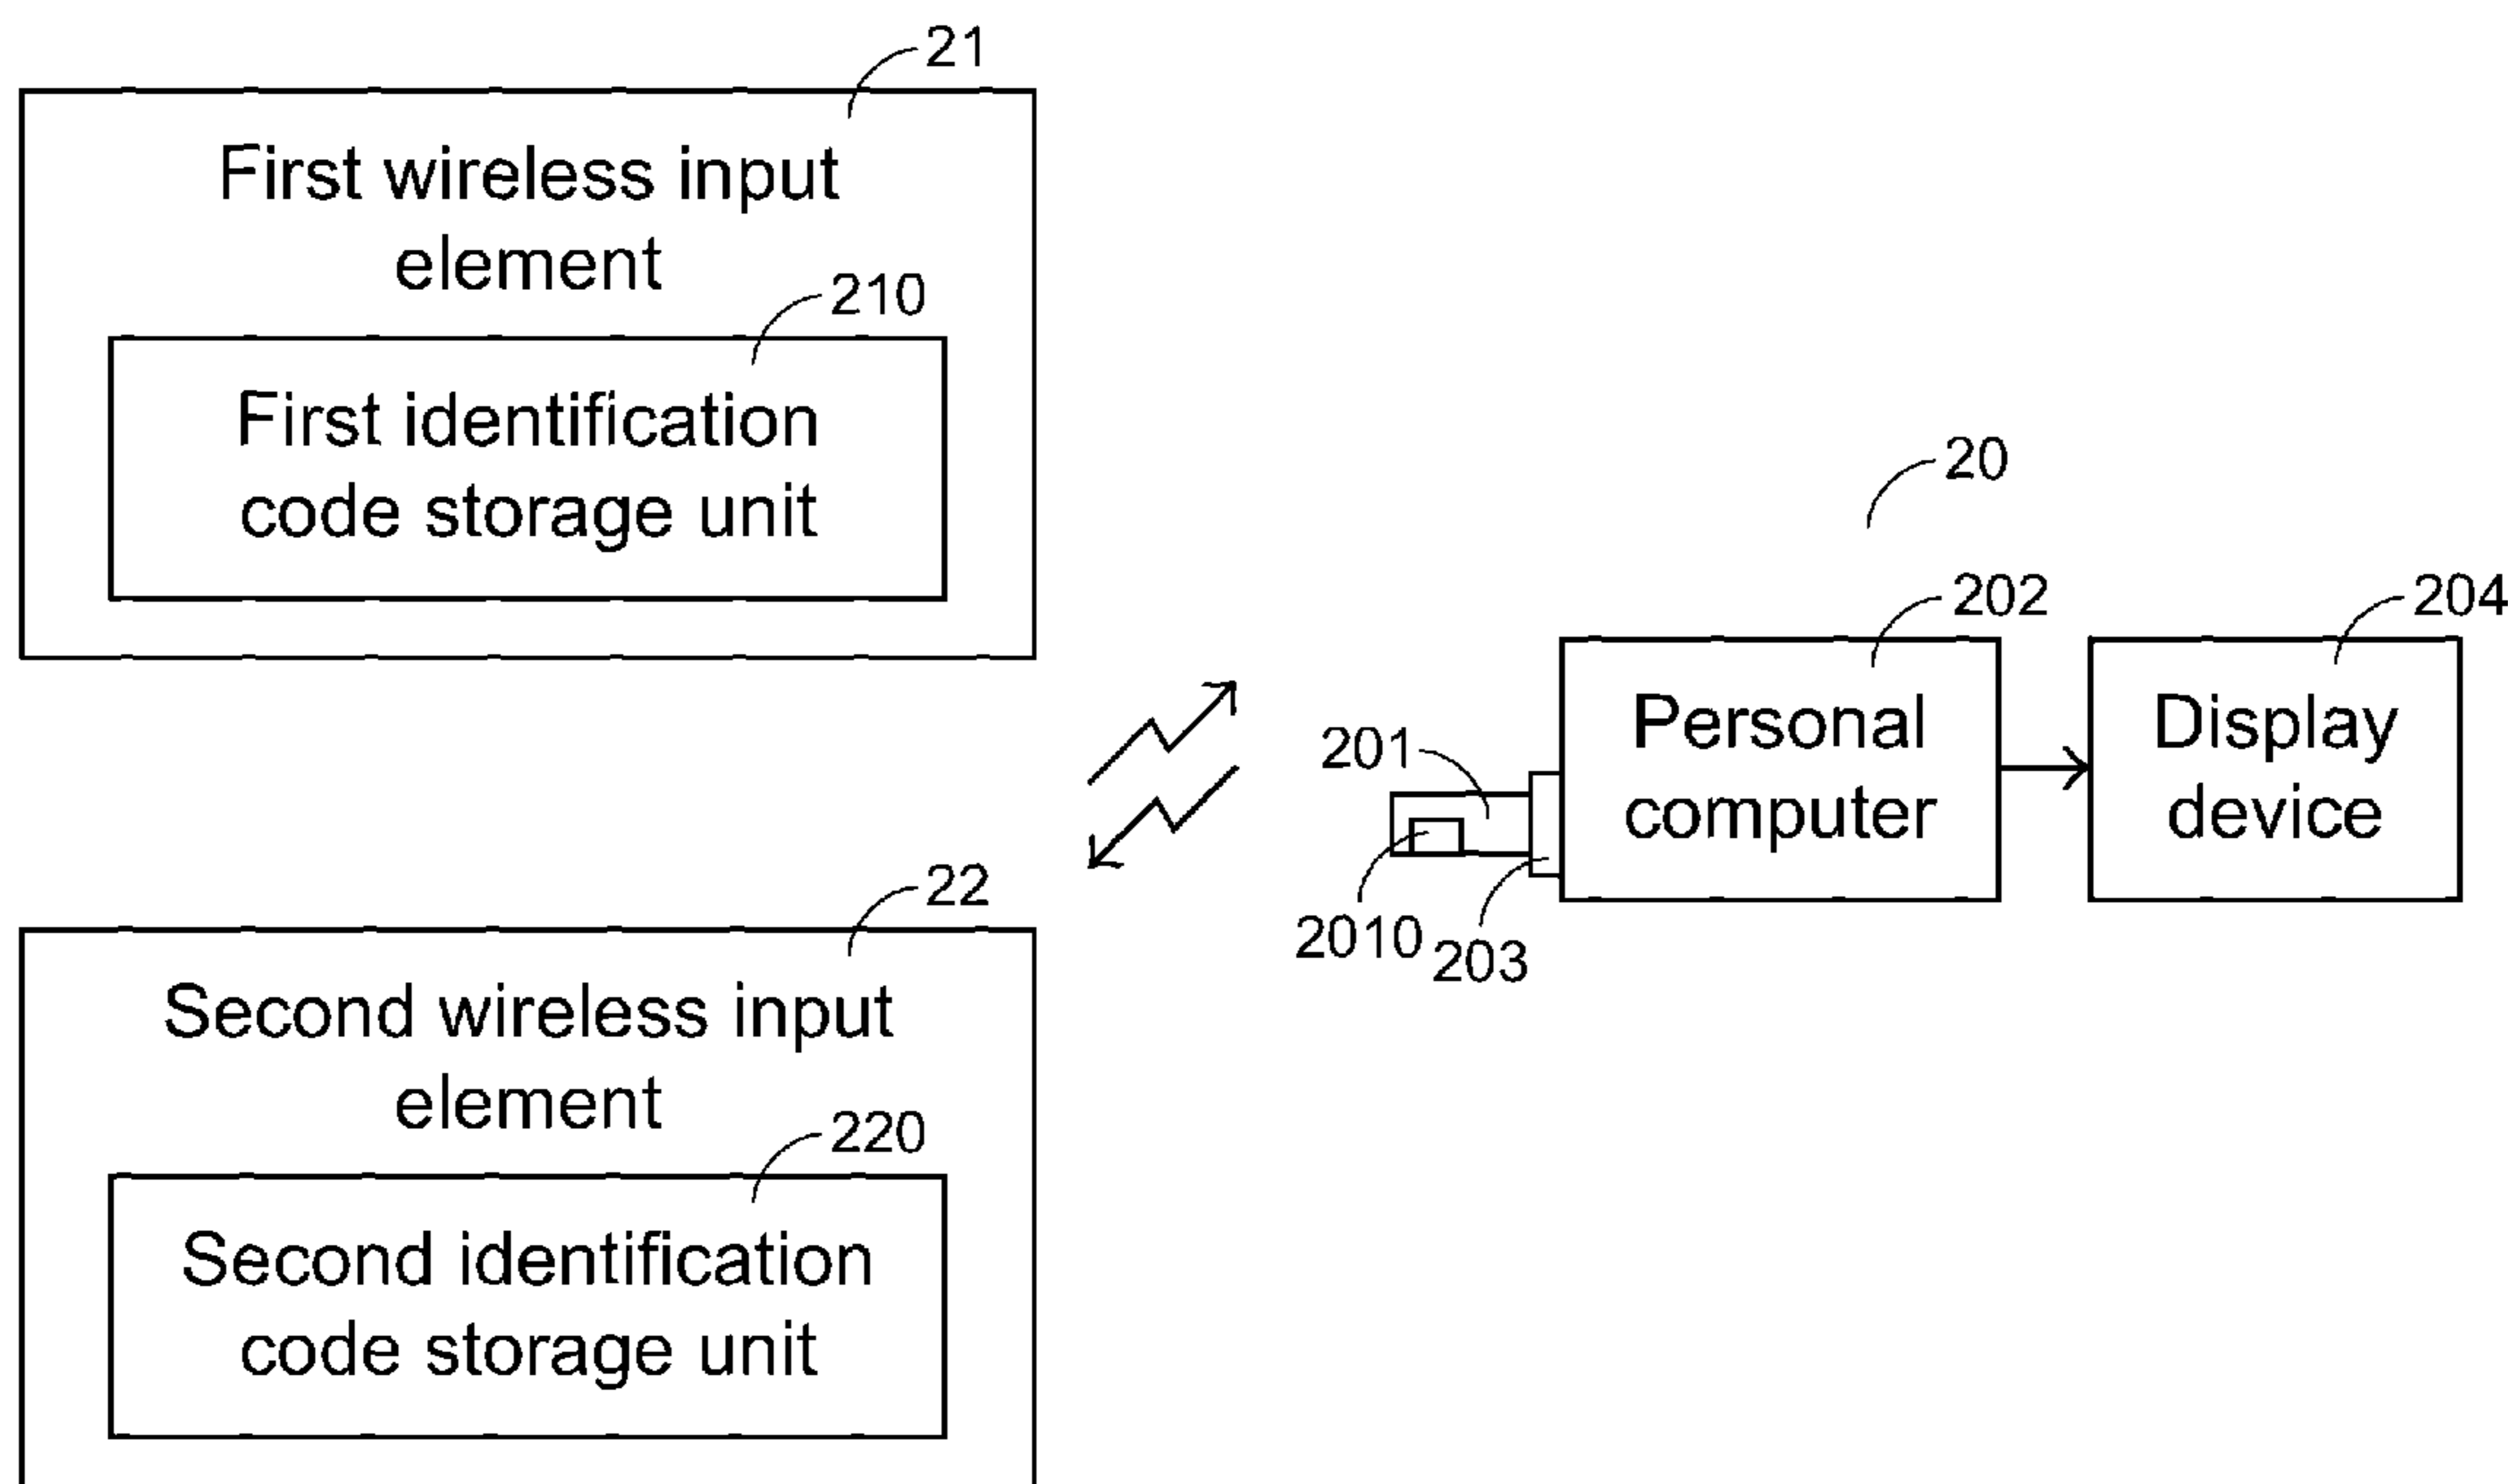 21
First wireless input
element
210
First identification
code storage unit
20
202
204
Personal
computer
Display
device
201
2010
203
22
Second wireless input
element
220
Second identification
code storage unit